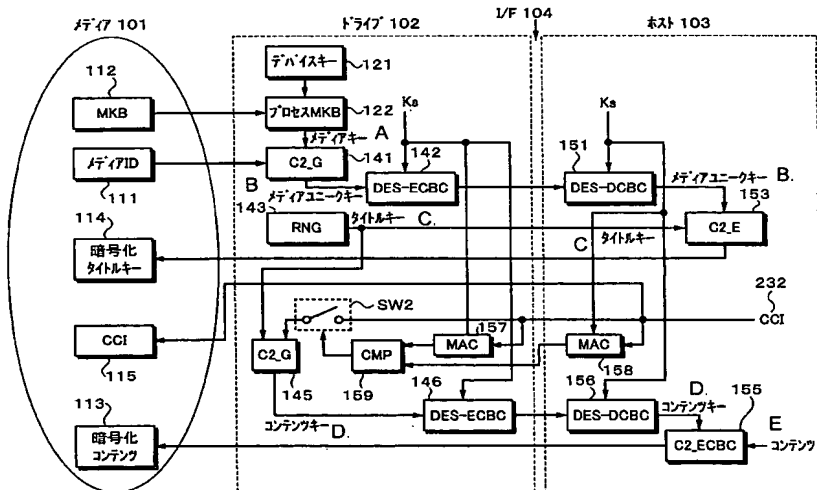 I/F 104
メディア 101
ドライブ 102
ホスト 103
デバイスキー
121
112
MKB
プロセスMKB
122
Ks
Ks
メディアキー
A
メディアID
111
C2_G
141
142
151
B
メディアユニークキー
DES-ECBC
DES-DCBC
メディアユニークキー
B.
153
143
RNG
タイトルキー
C.
C
タイトルキー
C2_E
114
暗号化
タイトルキー
SW2
232
CCI
157
CCI
115
C2_G
145
CMP
159
MAC
MAC
158
146
156
D.
コンテンツキー
155
113
暗号化
コンテンツ
コンテンツキー
D.
DES-ECBC
DES-DCBC
C2_ECBC
E
コンテンツ